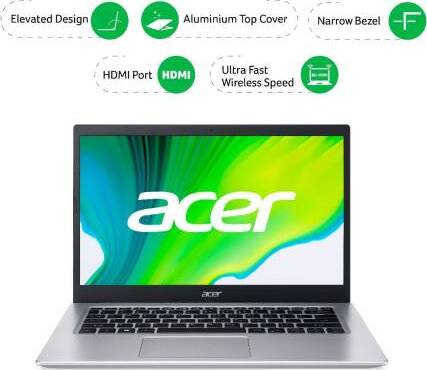 Elevated Design
Aluminium Top Cover
Narrow Bezel
HDMI Port HDMI
Ultra Fast
Wireless Speed
acer
acer